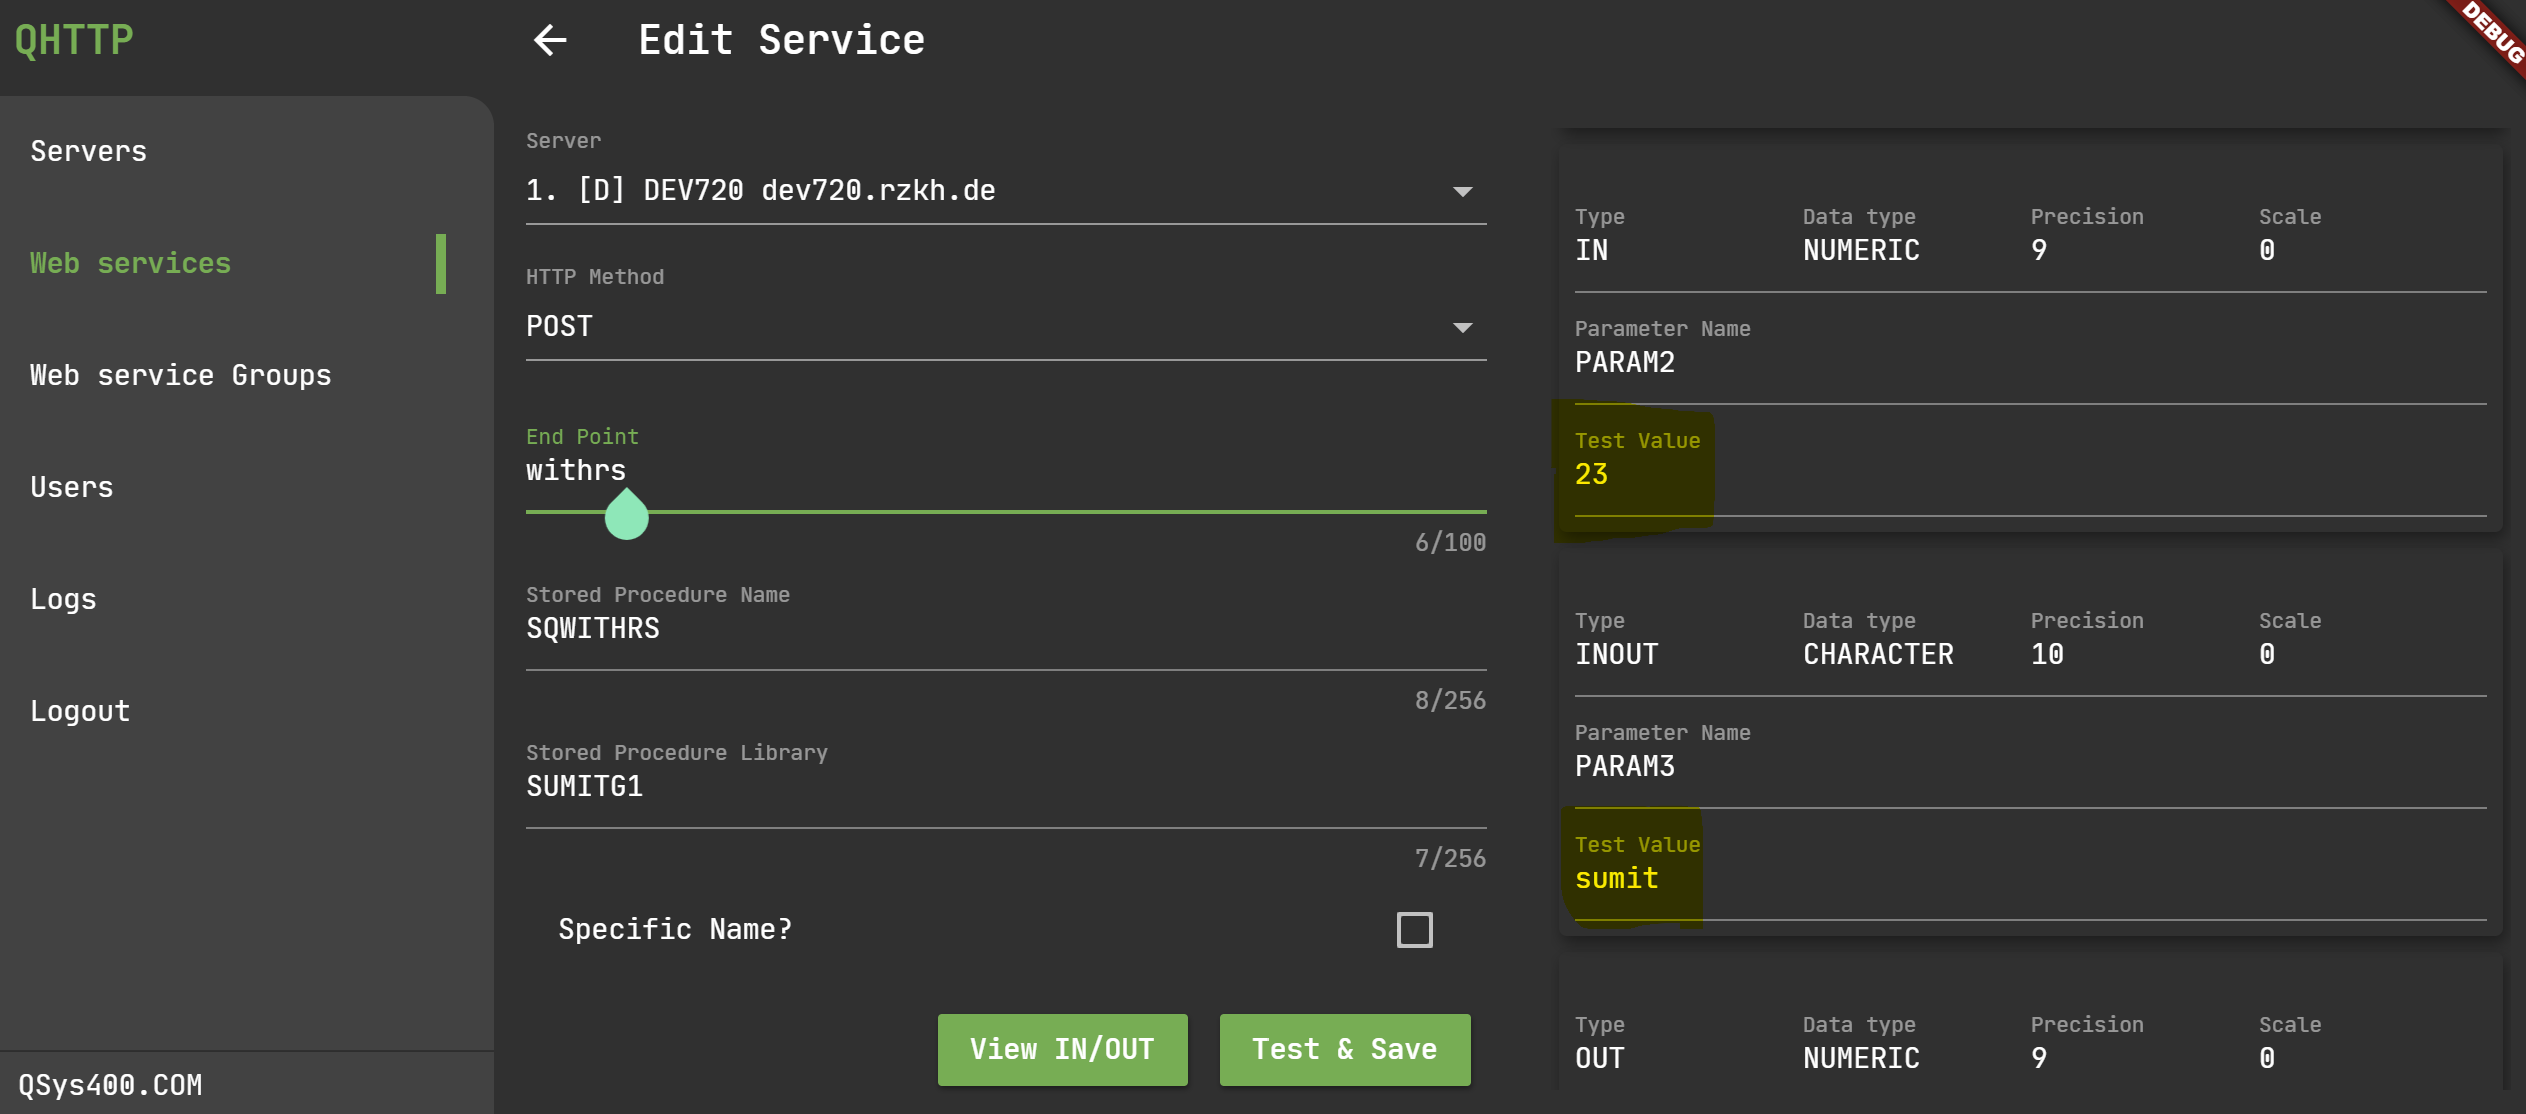 QHTTP
Edit Service
DEBUG
Servers
Web services
Web service Groups
Users
Logs
Logout
QSys400.COM
Server
1. [D] DEV720 dev720.rzkh.de
HTTP Method
POST
End Point
withrs
6/100
Stored Procedure Name
SQWITHRS
8/256
Stored Procedure Library
SUMITG1
7/256
Specific Name?
View IN/OUT
Test & Save
Type Data type Precision Scale
IN NUMERIC 9 0
Parameter Name
PARAM2
Test Value
23
Type Data type Precision Scale
INOUT CHARACTER 10 0
Parameter Name
PARAM3
Test Value
sumit
Type Data type Precision Scale
OUT NUMERIC 9 0